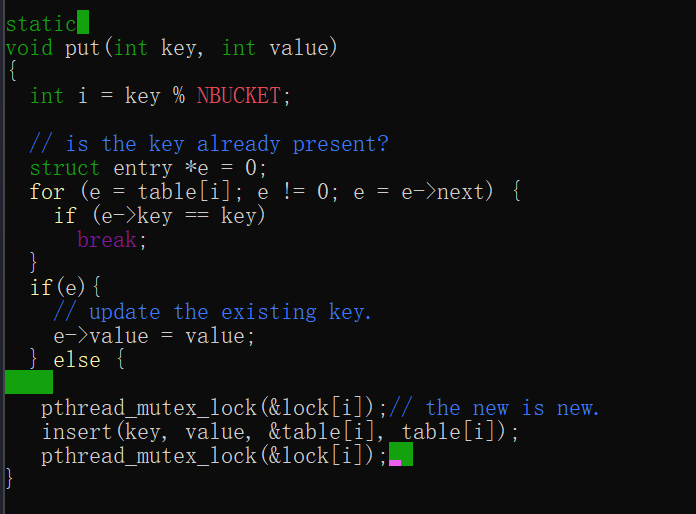 static
void put(int key, int value)
{
  int i = key % NBUCKET;

  // is the key already present?
  struct entry *e = 0;
  for (e = table[i]; e != 0; e = e->next) {
    if (e->key == key)
      break;
  }
  if(e){
    // update the existing key.
    e->value = value;
  } else {

   pthread_mutex_lock(&lock[i]);// the new is new.
   insert(key, value, &table[i], table[i]);
   pthread_mutex_lock(&lock[i]);
}